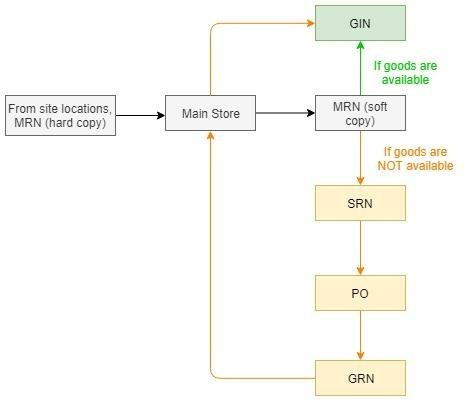 GIN
If goods are
available
From site locations,
MRN (hard copy)
Main Store
MRN (soft
copy)
If goods are
NOT available
SRN
PO
GRN